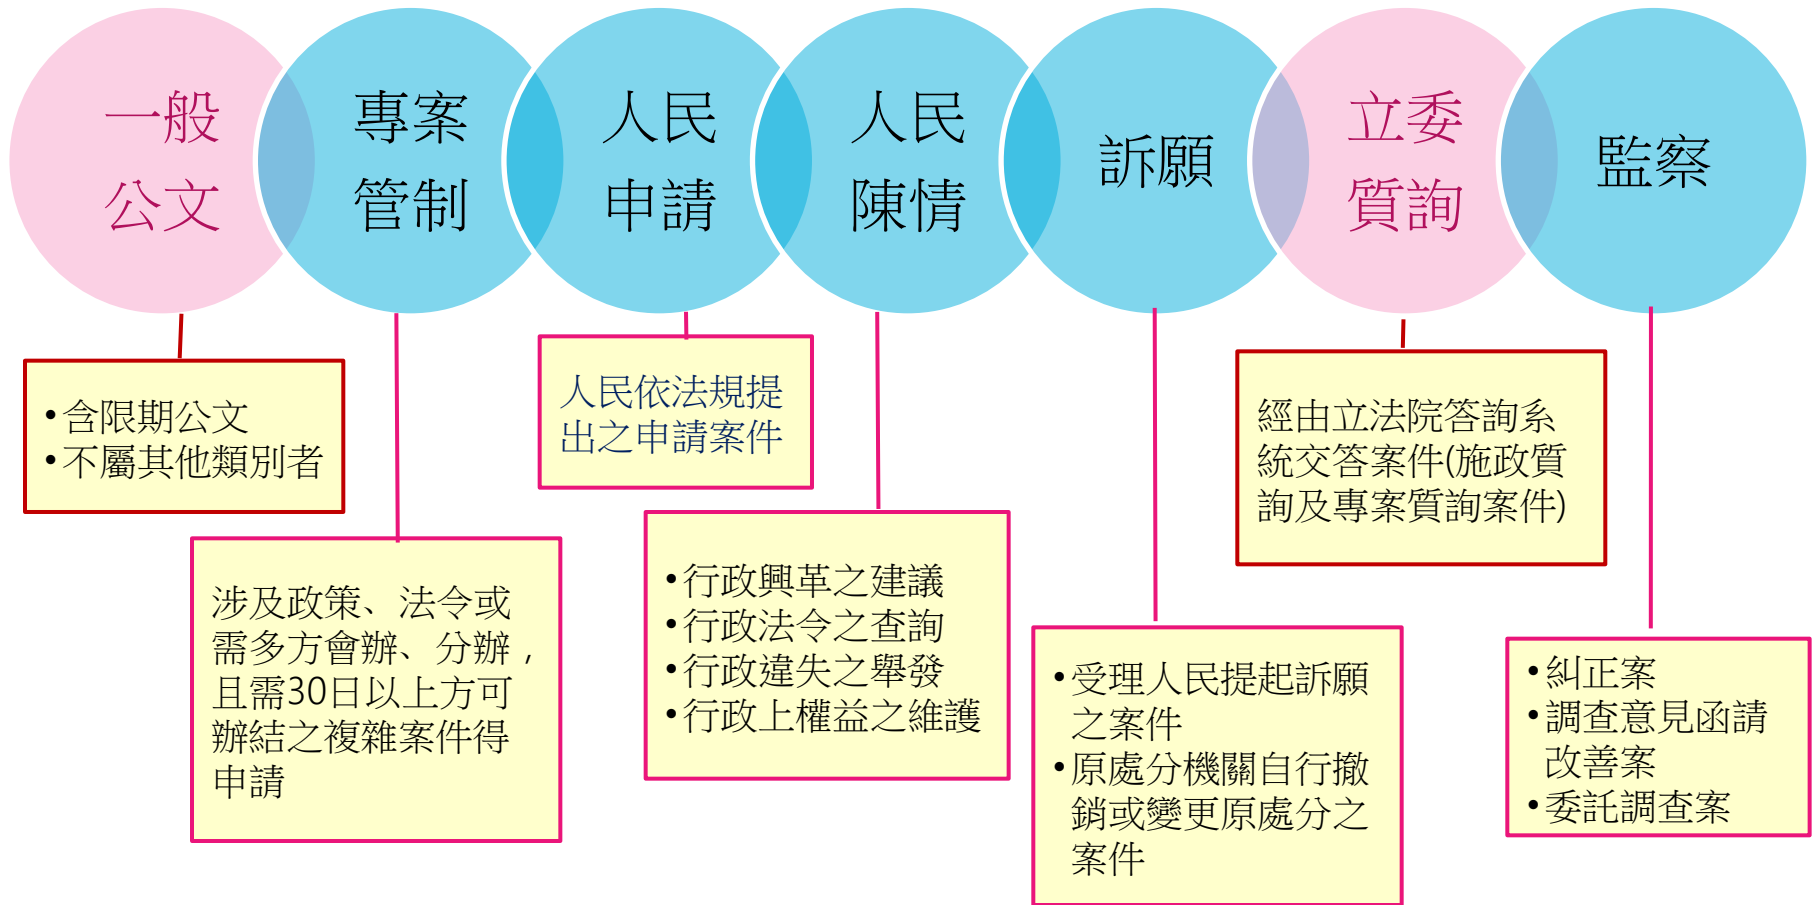 一般
公文
專案
管制
人民
申請
人民
陳情
訴願
立委
質詢
監察
•含限期公文
•不屬其他類別者
涉及政策、法令或
需多方會辦、分辦，
且需30日以上方可
辦結之複雜案件得
申請
人民依法規提
出之申請案件
•行政興革之建議
•行政法令之查詢
•行政違失之舉發
•行政上權益之維護
•受理人民提起訴願
之案件
•原處分機關自行撤
銷或變更原處分之
案件
經由立法院答詢系
統交答案件(施政質
詢及專案質詢案件)
•糾正案
•調查意見函請
改善案
•委託調查案